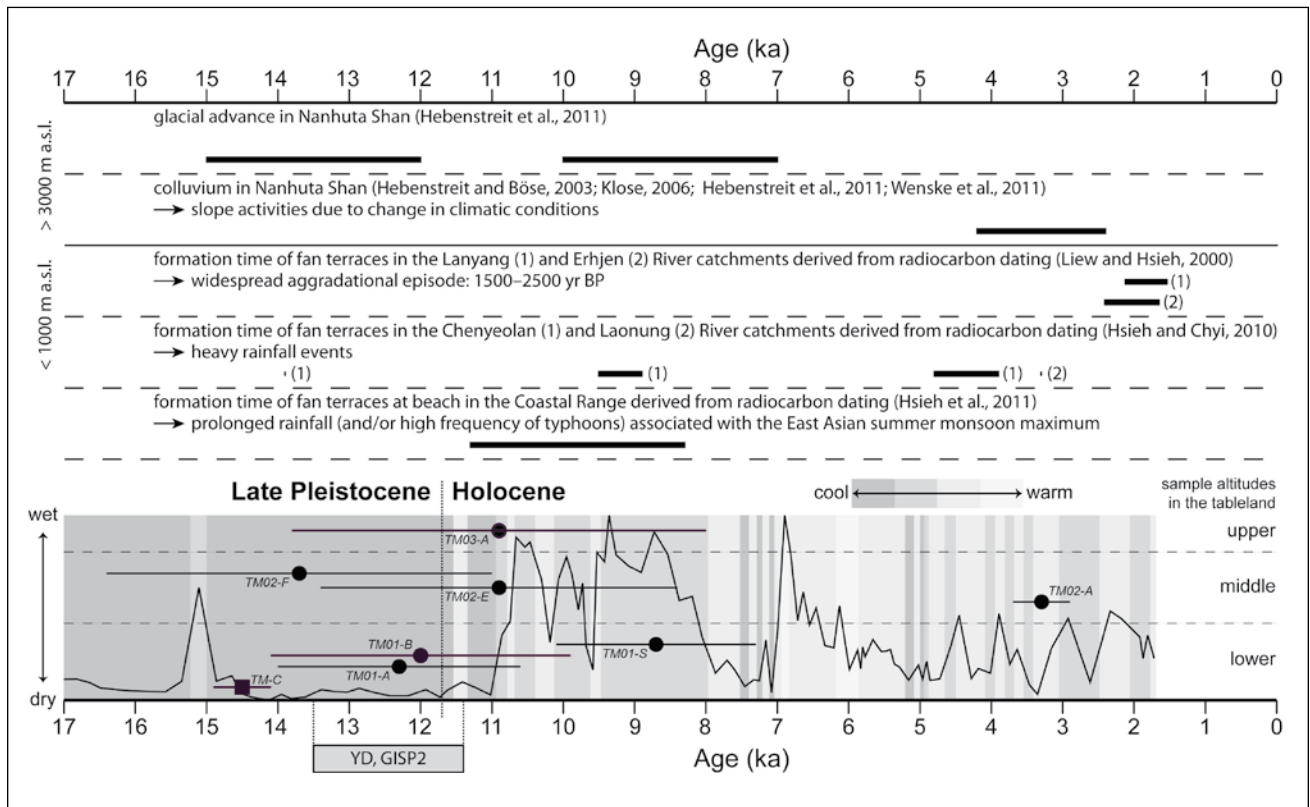 Age (ka)
17 16 15 14 13 12 11 10 9 8 7 6 5 4 3 2 1 0
> 3000 m a.s.l.
glacial advance in Nanhuta Shan (Hebenstreit et al., 2011)
colluvium in Nanhuta Shan (Hebenstreit and Böse, 2003; Klose, 2006; Hebenstreit et al., 2011; Wenske et al., 2011)
→ slope activities due to change in climatic conditions
< 1000 m a.s.l.
formation time of fan terraces in the Lanyang (1) and Erhjen (2) River catchments derived from radiocarbon dating (Liew and Hsieh, 2000)
→ widespread aggradational episode: 1500–2500 yr BP
(1)
(2)
formation time of fan terraces in the Chenyeolan (1) and Laonung (2) River catchments derived from radiocarbon dating (Hsieh and Chyi, 2010)
→ heavy rainfall events
(1) (1) (1) (2)
formation time of fan terraces at beach in the Coastal Range derived from radiocarbon dating (Hsieh et al., 2011)
→ prolonged rainfall (and/or high frequency of typhoons) associated with the East Asian summer monsoon maximum
Late Pleistocene Holocene
cool warm
sample altitudes
in the tableland
wet
upper
TM03-A
TM02-F
middle
TM02-E
TM02-A
TM01-B
TM01-S
lower
TM01-A
TM-C
dry
17 16 15 14 13 12 11 10 9 8 7 6 5 4 3 2 1 0
YD, GISP2
Age (ka)